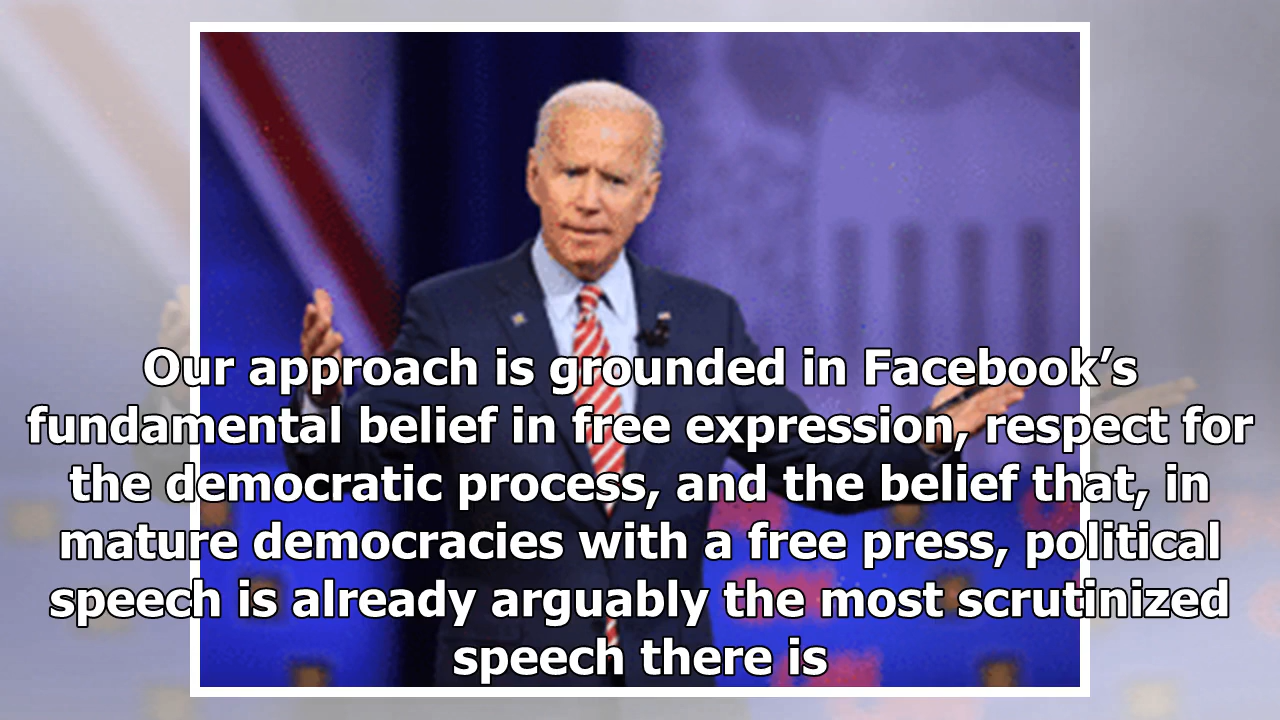 Our approach is grounded in Facebook’s
fundamental belief in free expression, respect for
the democratic process, and the belief that, in
mature democracies with a free press, political
speech is already arguably the most scrutinized
speech there is